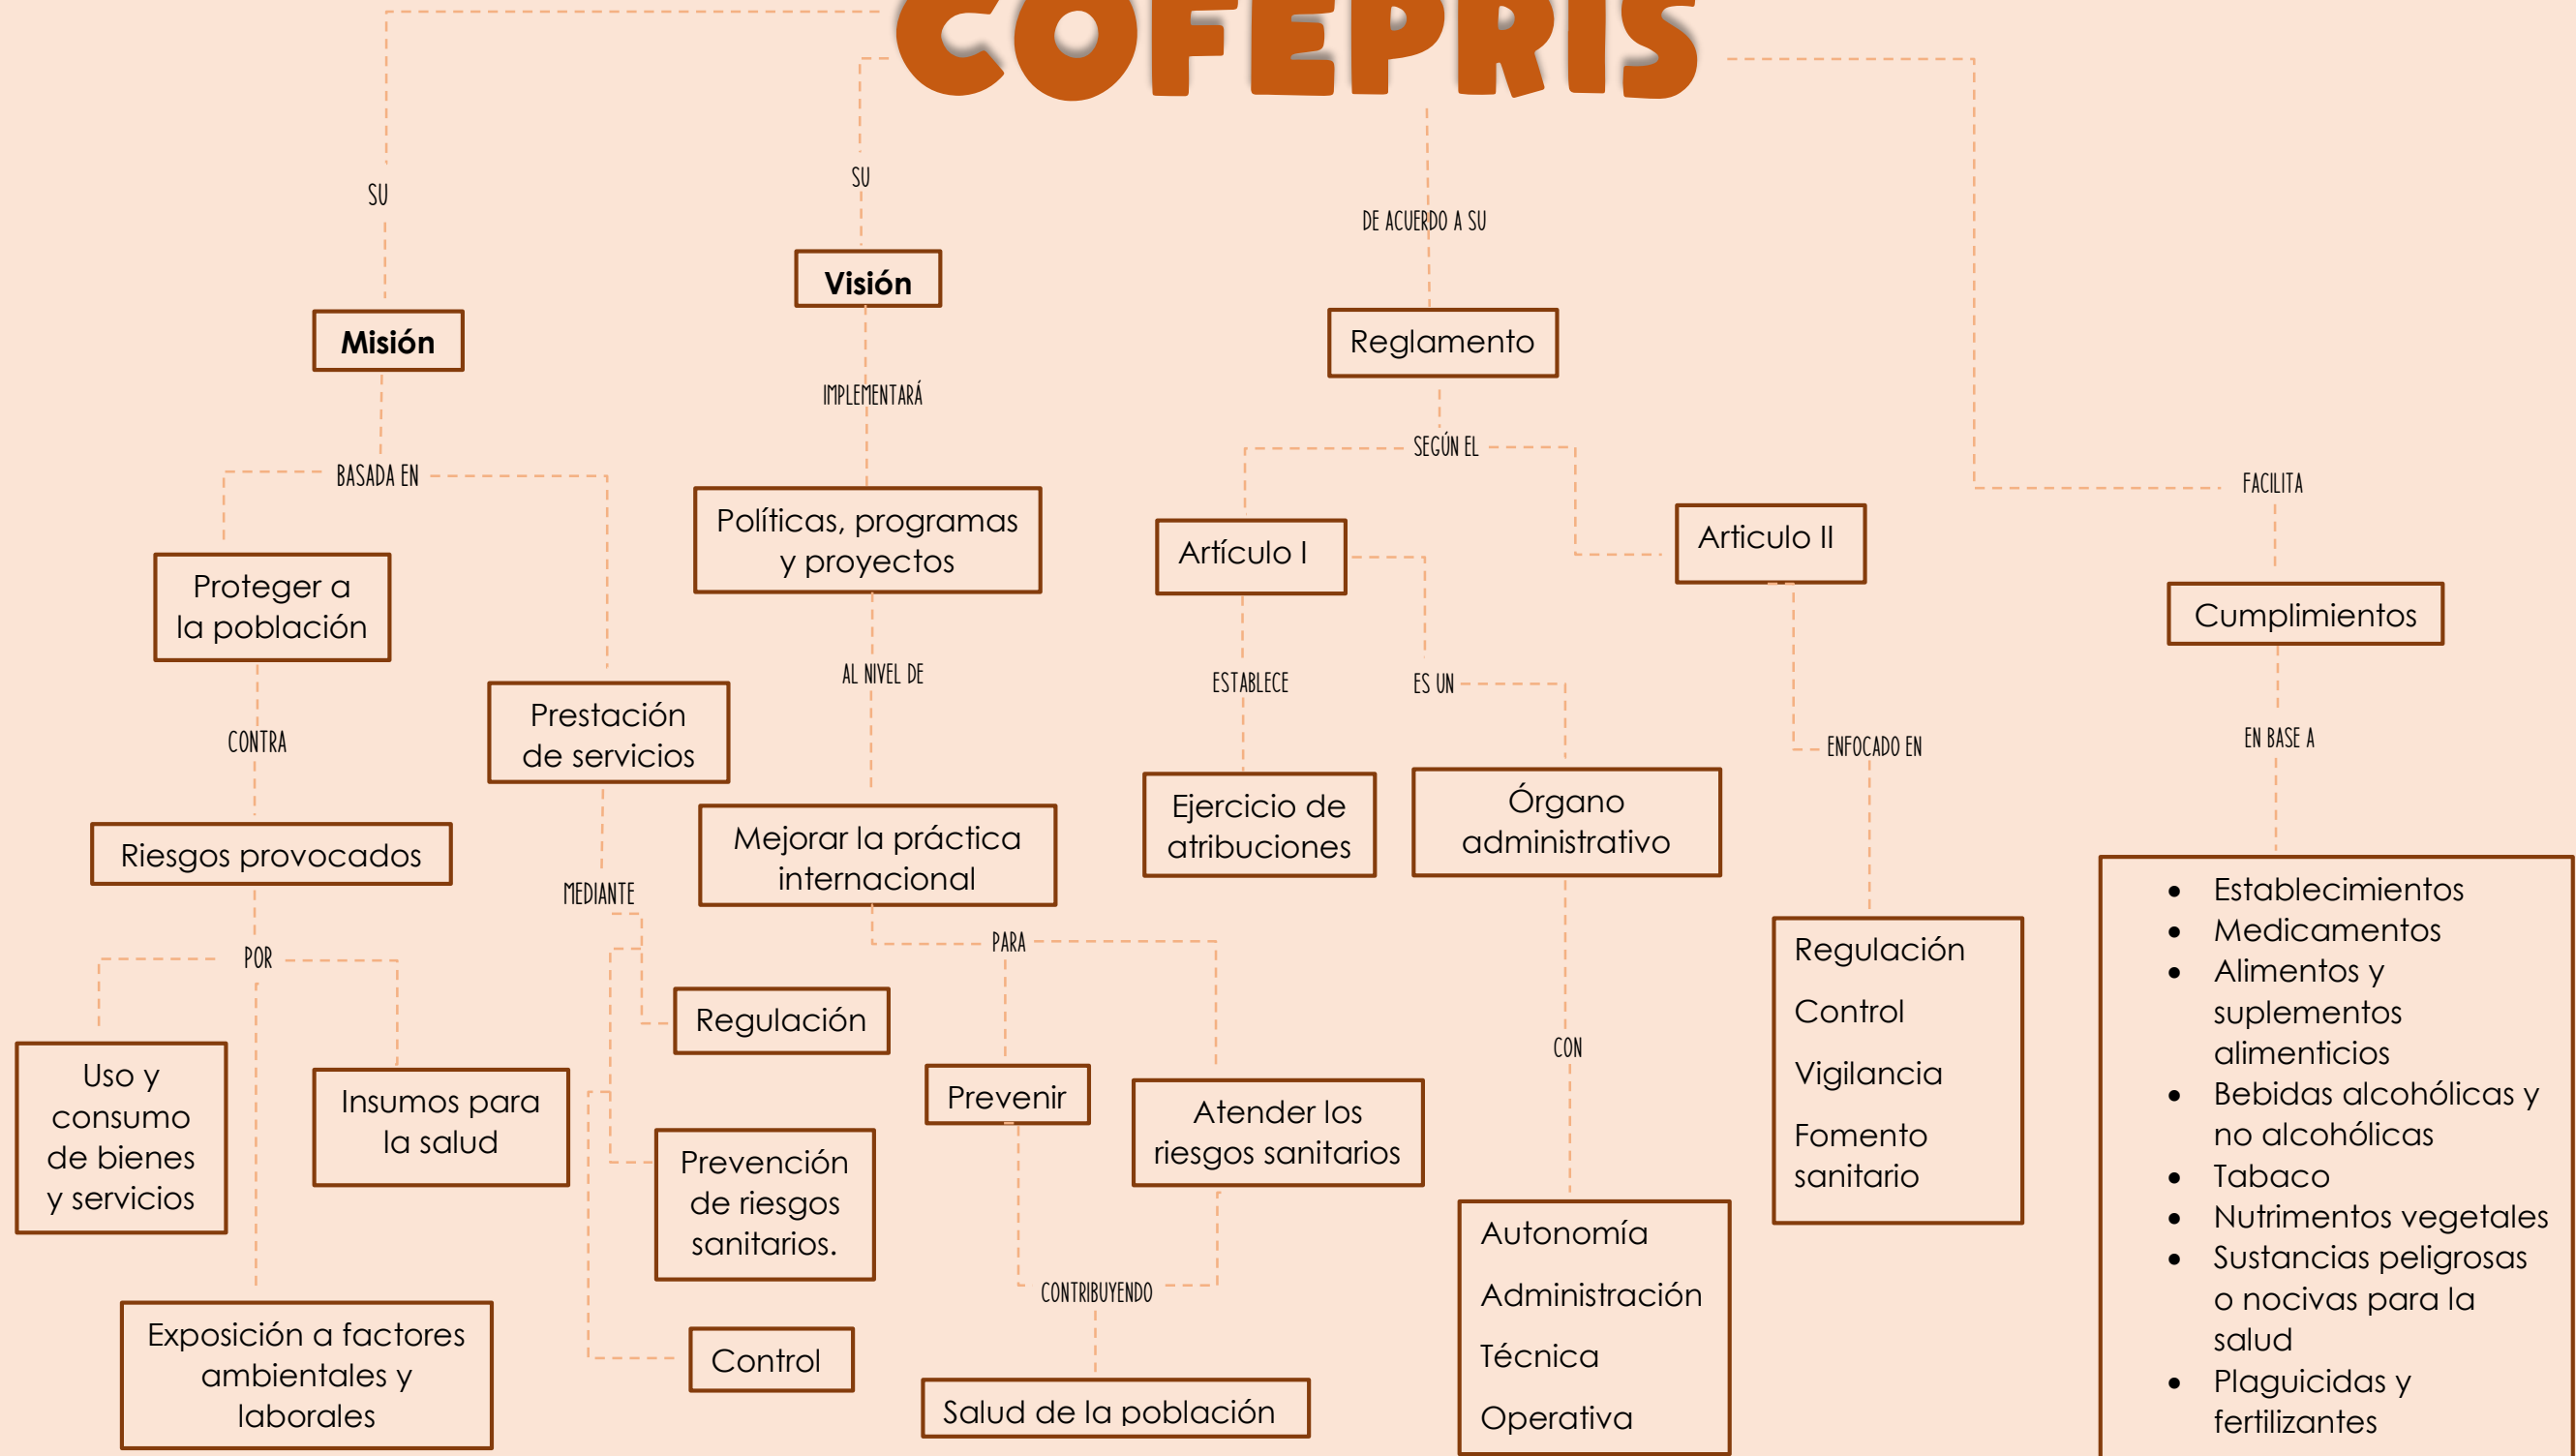 COFEPRIS
SU
Misión
BASADA EN
Proteger a
la población
CONTRA
Riesgos provocados
POR
Uso y
consumo
de bienes
y servicios
Insumos para
la salud
Exposición a factores
ambientales y
laborales
Prestación
de servicios
MEDIANTE
Regulación
Prevención
de riesgos
sanitarios.
Control
SU
Visión
IMPLEMENTARÁ
Políticas, programas
y proyectos
AL NIVEL DE
Mejorar la práctica
internacional
PARA
Prevenir
Atender los
riesgos sanitarios
CONTRIBUYENDO
Salud de la población
DE ACUERDO A SU
Reglamento
SEGÚN EL
Artículo I
ESTABLECE
Ejercicio de
atribuciones
ES UN
Órgano
administrativo
CON
Autonomía
Administración
Técnica
Operativa
Articulo II
ENFOCADO EN
Regulación
Control
Vigilancia
Fomento
sanitario
FACILITA
Cumplimientos
EN BASE A
• Establecimientos
• Medicamentos
• Alimentos y
suplementos
alimenticios
• Bebidas alcohólicas y
no alcohólicas
• Tabaco
• Nutrimentos vegetales
• Sustancias peligrosas
o nocivas para la
salud
• Plaguicidas y
fertilizantes